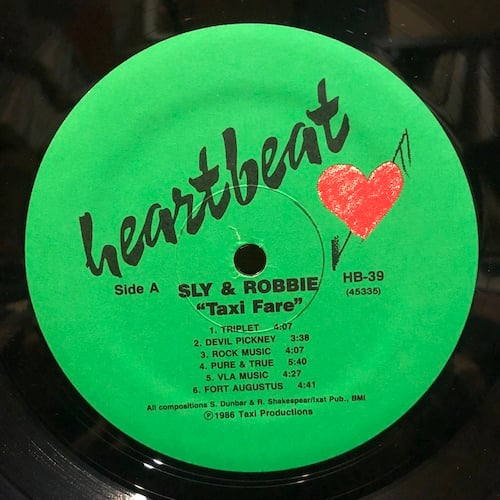 heartbeat
Side A
SLY & ROBBIE
"Taxi Fare"
HB-39
(45335)
1. TRIPLET 4:07
2. DEVIL PICKNEY 3:38
3. ROCK MUSIC 4:07
4. PURE & TRUE 5:40
5. VLA MUSIC 4:27
6. FORT AUGUSTUS 4:41
All compositions S. Dunbar & R. Shakespear/Ixat Pub., BMI
℗1986 Taxi Productions